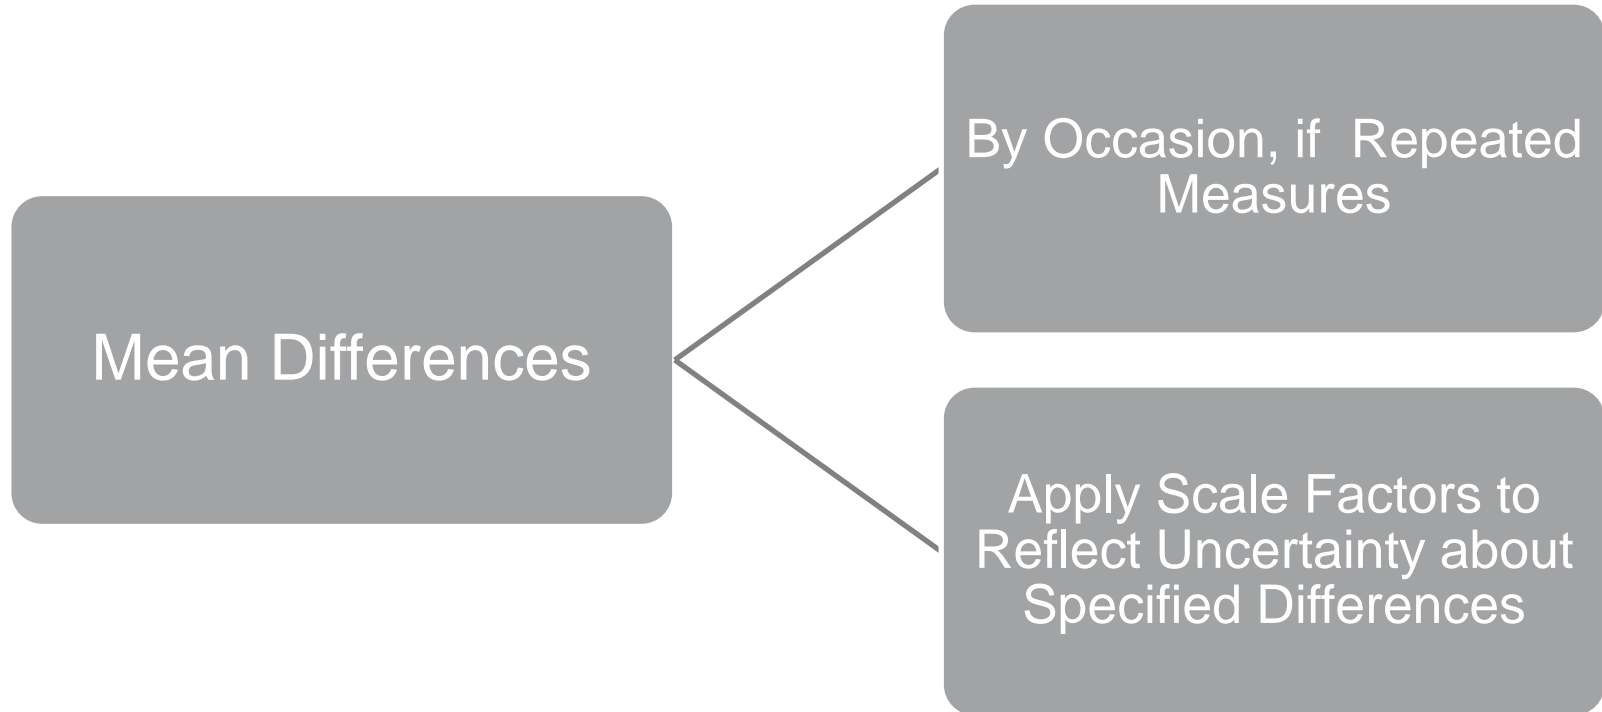 Mean Differences
By Occasion, if  Repeated
Measures
Apply Scale Factors to
Reflect Uncertainty about
Specified Differences